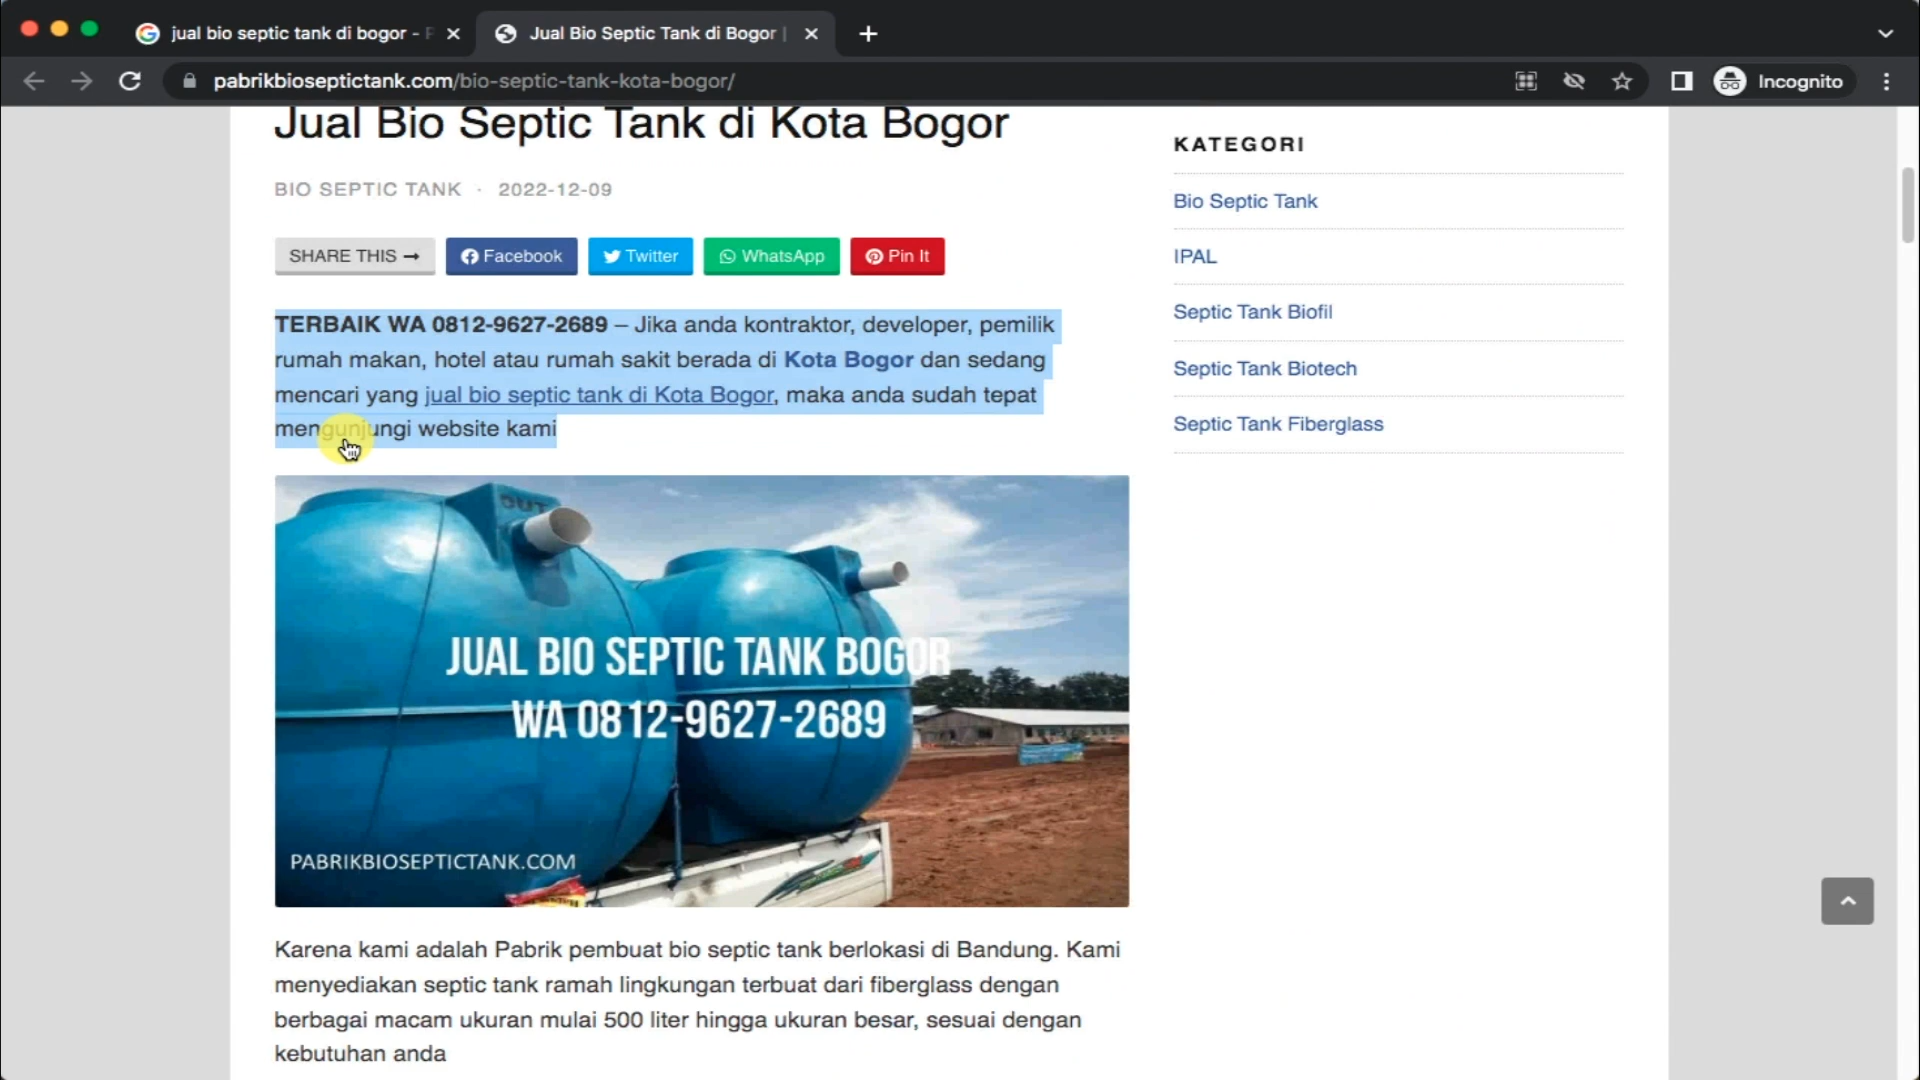 jual bio septic tank di bogor -
Jual Bio Septic Tank di Bogor |
pabrikbioseptictank.com/bio-septic-tank-kota-bogor/
Incognito
Jual Bio Septic Tank di Kota Bogor
BIO SEPTIC TANK · 2022-12-09
SHARE THIS →
Facebook
Twitter
WhatsApp
Pin It
TERBAIK WA 0812-9627-2689 – Jika anda kontraktor, developer, pemilik
rumah makan, hotel atau rumah sakit berada di Kota Bogor dan sedang
mencari yang jual bio septic tank di Kota Bogor, maka anda sudah tepat
mengunjungi website kami
OUT
JUAL BIO SEPTIC TANK BOGOR
WA 0812-9627-2689
PABRIKBIOSEPTICTANK.COM
Karena kami adalah Pabrik pembuat bio septic tank berlokasi di Bandung. Kami
menyediakan septic tank ramah lingkungan terbuat dari fiberglass dengan
berbagai macam ukuran mulai 500 liter hingga ukuran besar, sesuai dengan
kebutuhan anda
KATEGORI
Bio Septic Tank
IPAL
Septic Tank Biofil
Septic Tank Biotech
Septic Tank Fiberglass